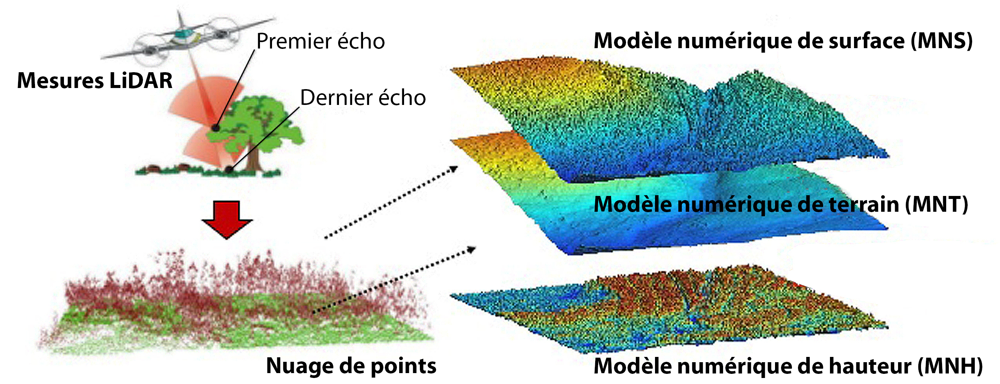 Premier écho
Mesures LiDAR
Dernier écho
Nuage de points
Modèle numérique de surface (MNS)
Modèle numérique de terrain (MNT)
Modèle numérique de hauteur (MNH)